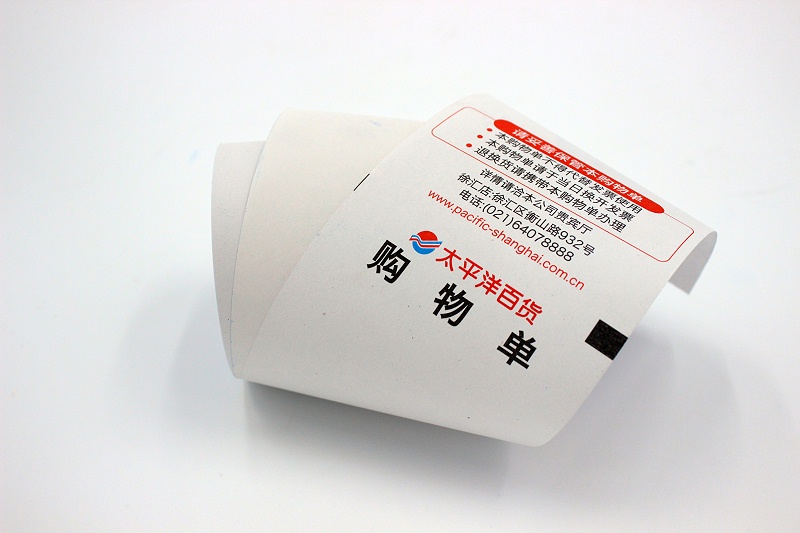 请妥善保管本购物单
• 本购物单不得代替发票使用
• 本购物单请于当日换开发票
• 退换货请携带本购物单办理
详情请洽本公司贵宾厅
徐汇店:徐汇区衡山路932号
电话:(021)64078888
www.pacific-shanghai.com.cn
太平洋百货
购物单